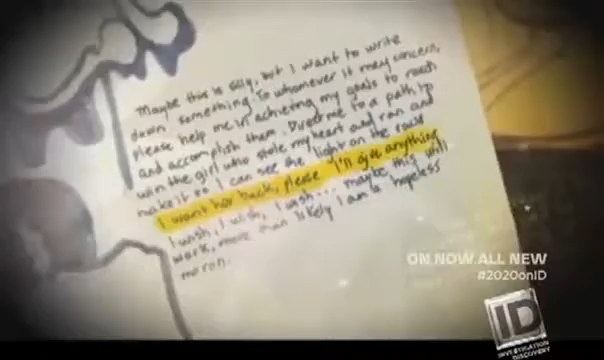 Maybe this is silly, but I want to write
down something. To whomever it may concern,
Please help me in achieving my goals to reach
and accomplish them. Direct me to a path to
win the girl who stole my heart and ran and
make it so I can see the light on the road
I want her back, please I'll give anything
I wish, I wish, I wish... maybe this will
work, more than likely I am a hopeless
moron.
ON NOW ALL NEW
#2020onID
ID
INVESTIGATION
DISCOVERY